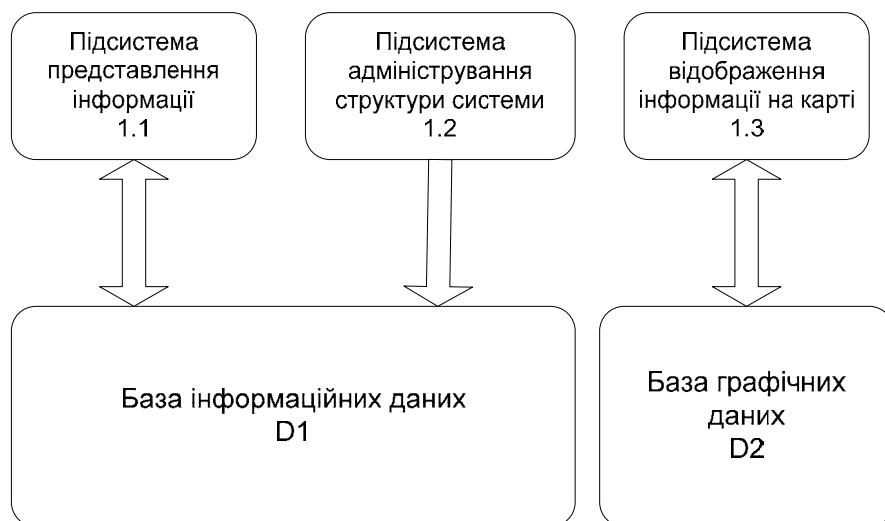 Підсистема
представлення
інформації
1.1
Підсистема
адміністрування
структури системи
1.2
Підсистема
відображення
інформації на карті
1.3
База інформаційних даних
D1
База графічних
даних
D2